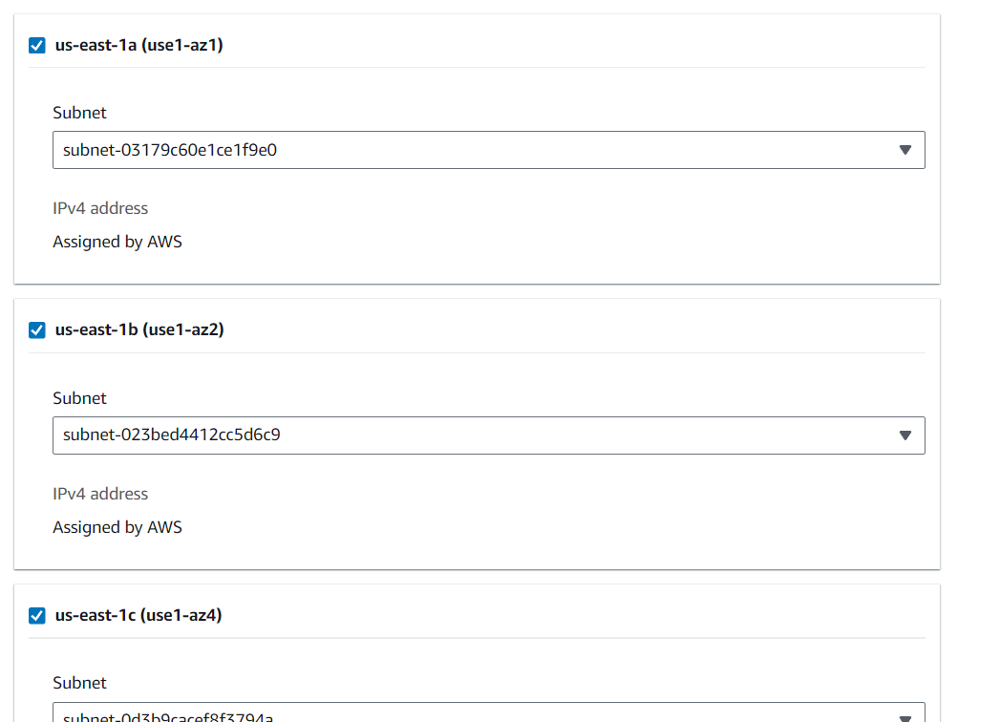 us-east-1a (use1-az1)
Subnet
subnet-03179c60e1ce1f9e0
IPv4 address
Assigned by AWS
us-east-1b (use1-az2)
Subnet
subnet-023bed4412cc5d6c9
IPv4 address
Assigned by AWS
us-east-1c (use1-az4)
Subnet
subnet-0d3b9cacef8f3794a